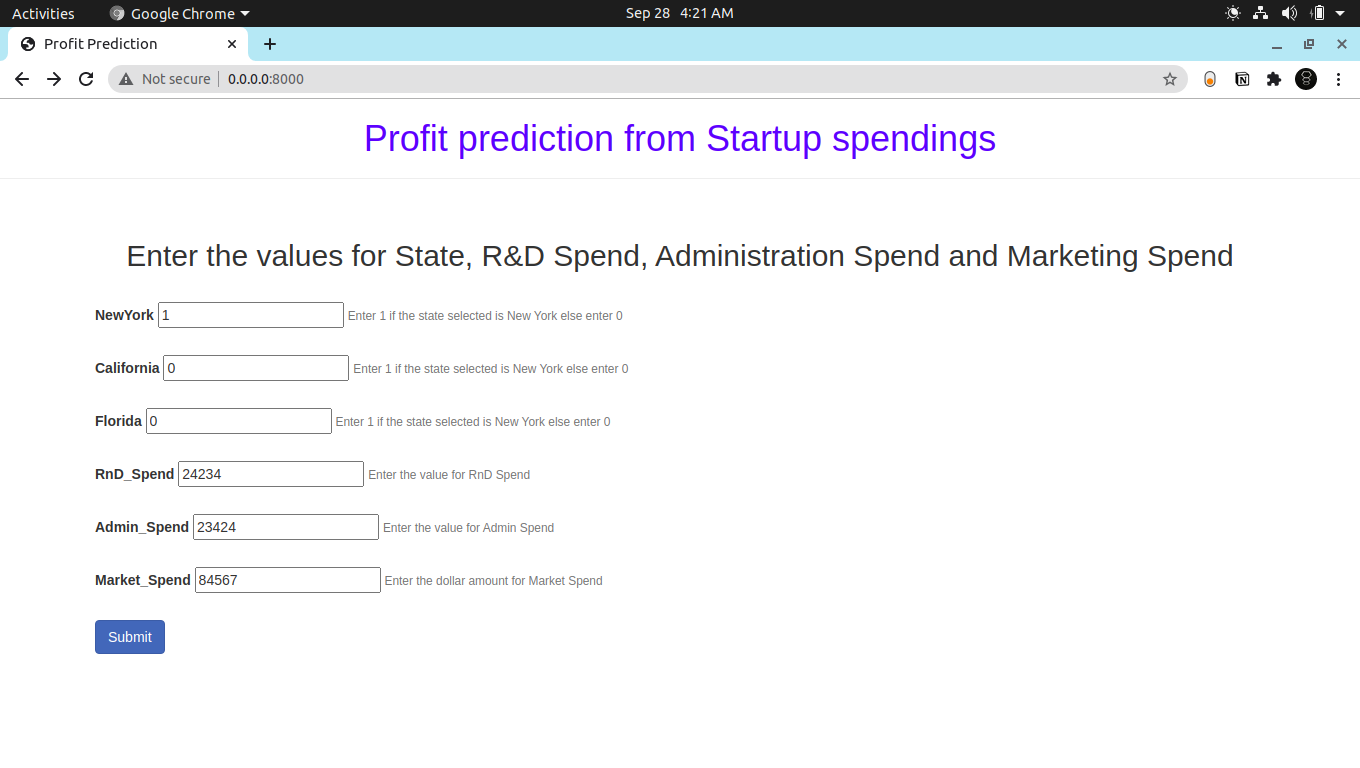 Activities Google Chrome Sep 28 4:21 AM
Profit Prediction
Not secure 0.0.0.0:8000
Profit prediction from Startup spendings
Enter the values for State, R&D Spend, Administration Spend and Marketing Spend
NewYork 1 Enter 1 if the state selected is New York else enter 0
California 0 Enter 1 if the state selected is New York else enter 0
Florida 0 Enter 1 if the state selected is New York else enter 0
RnD_Spend 24234 Enter the value for RnD Spend
Admin_Spend 23424 Enter the value for Admin Spend
Market_Spend 84567 Enter the dollar amount for Market Spend
Submit